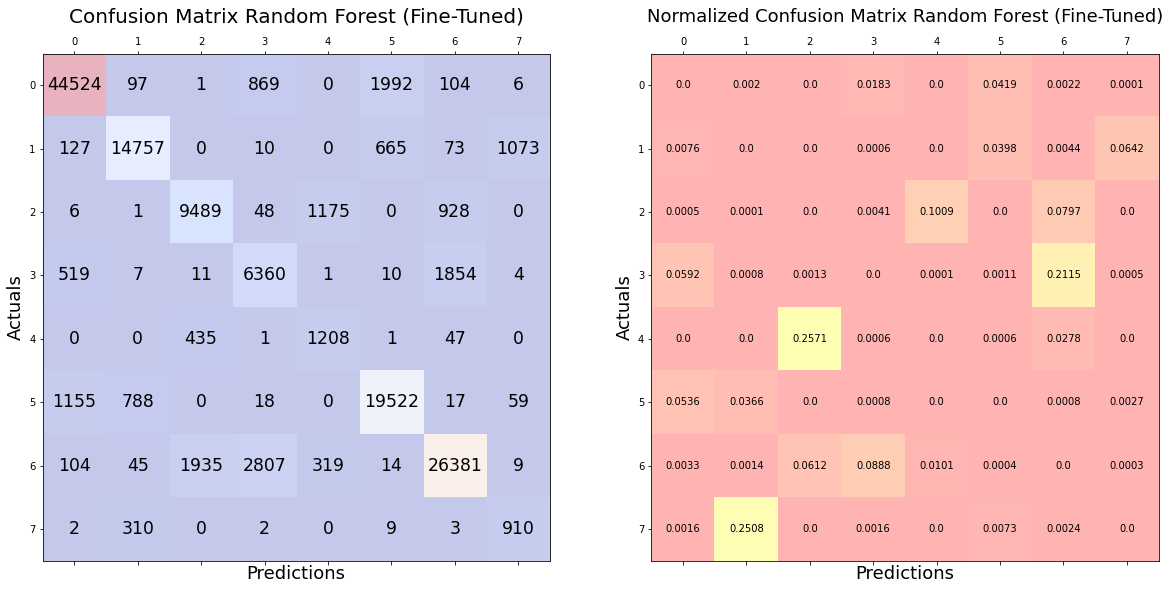 Confusion Matrix Random Forest (Fine-Tuned)
0 1 2 3 4 5 6 7
0 44524 97 1 869 0 1992 104 6
1 127 14757 0 10 0 665 73 1073
2 6 1 9489 48 1175 0 928 0
3 519 7 11 6360 1 10 1854 4
4 0 0 435 1 1208 1 47 0
5 1155 788 0 18 0 19522 17 59
6 104 45 1935 2807 319 14 26381 9
7 2 310 0 2 0 9 3 910
Actuals
Predictions
Normalized Confusion Matrix Random Forest (Fine-Tuned)
0 1 2 3 4 5 6 7
0 0.0 0.002 0.0 0.0183 0.0 0.0419 0.0022 0.0001
1 0.0076 0.0 0.0 0.0006 0.0 0.0398 0.0044 0.0642
2 0.0005 0.0001 0.0 0.0041 0.1009 0.0 0.0797 0.0
3 0.0592 0.0008 0.0013 0.0 0.0001 0.0011 0.2115 0.0005
4 0.0 0.0 0.2571 0.0006 0.0 0.0006 0.0278 0.0
5 0.0536 0.0366 0.0 0.0008 0.0 0.0 0.0008 0.0027
6 0.0033 0.0014 0.0612 0.0888 0.0101 0.0004 0.0 0.0003
7 0.0016 0.2508 0.0 0.0016 0.0 0.0073 0.0024 0.0
Actuals
Predictions